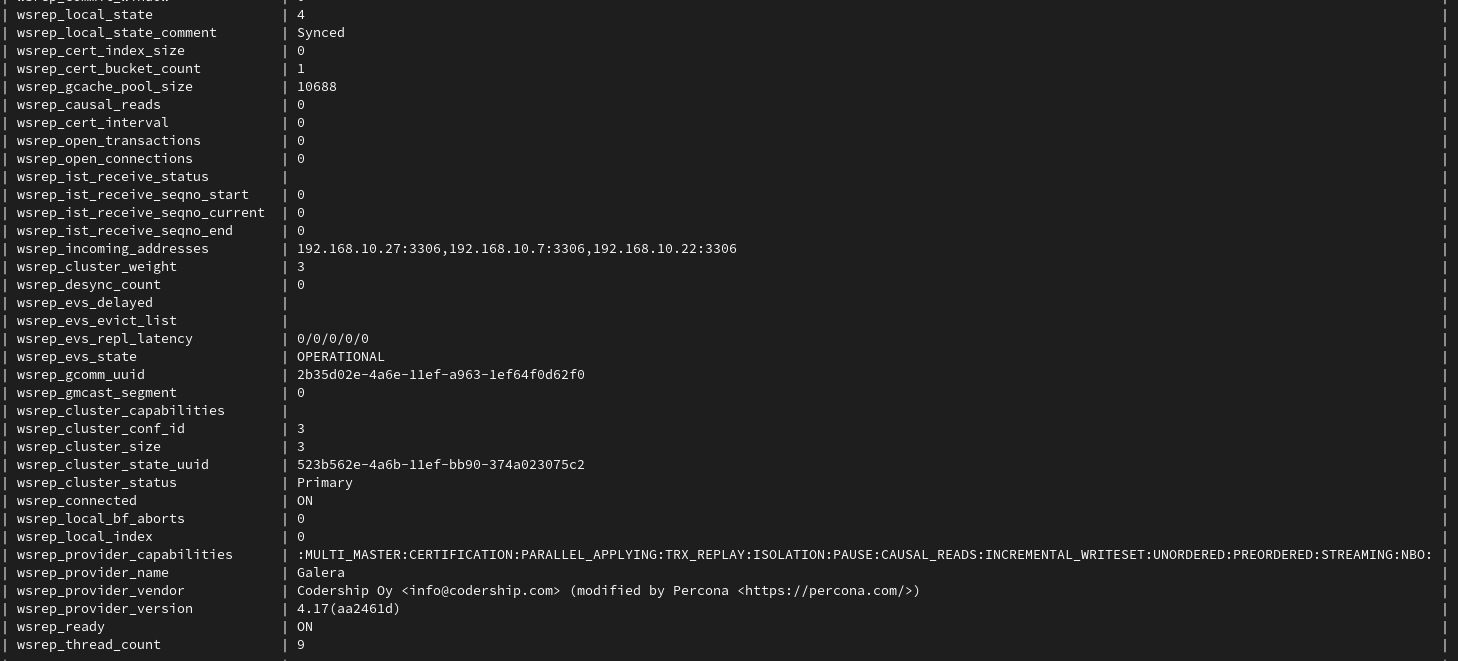 | wsrep_local_state | 4 |
| wsrep_local_state_comment | Synced |
| wsrep_cert_index_size | 0 |
| wsrep_cert_bucket_count | 1 |
| wsrep_gcache_pool_size | 10688 |
| wsrep_causal_reads | 0 |
| wsrep_cert_interval | 0 |
| wsrep_open_transactions | 0 |
| wsrep_open_connections | 0 |
| wsrep_ist_receive_status | |
| wsrep_ist_receive_seqno_start | 0 |
| wsrep_ist_receive_seqno_current | 0 |
| wsrep_ist_receive_seqno_end | 0 |
| wsrep_incoming_addresses | 192.168.10.27:3306,192.168.10.7:3306,192.168.10.22:3306 |
| wsrep_cluster_weight | 3 |
| wsrep_desync_count | 0 |
| wsrep_evs_delayed | |
| wsrep_evs_evict_list | |
| wsrep_evs_repl_latency | 0/0/0/0/0 |
| wsrep_evs_state | OPERATIONAL |
| wsrep_gcomm_uuid | 2b35d02e-4a6e-11ef-a963-1ef64f0d62f0 |
| wsrep_gmcast_segment | 0 |
| wsrep_cluster_capabilities | |
| wsrep_cluster_conf_id | 3 |
| wsrep_cluster_size | 3 |
| wsrep_cluster_state_uuid | 523b562e-4a6b-11ef-bb90-374a023075c2 |
| wsrep_cluster_status | Primary |
| wsrep_connected | ON |
| wsrep_local_bf_aborts | 0 |
| wsrep_local_index | 0 |
| wsrep_provider_capabilities | :MULTI_MASTER:CERTIFICATION:PARALLEL_APPLYING:TRX_REPLAY:ISOLATION:PAUSE:CAUSAL_READS:INCREMENTAL_WRITESET:UNORDERED:PREORDERED:STREAMING:NBO: |
| wsrep_provider_name | Galera |
| wsrep_provider_vendor | Codership Oy <info@codership.com> (modified by Percona <https://percona.com/>) |
| wsrep_provider_version | 4.17(aa2461d) |
| wsrep_ready | ON |
| wsrep_thread_count | 9 |